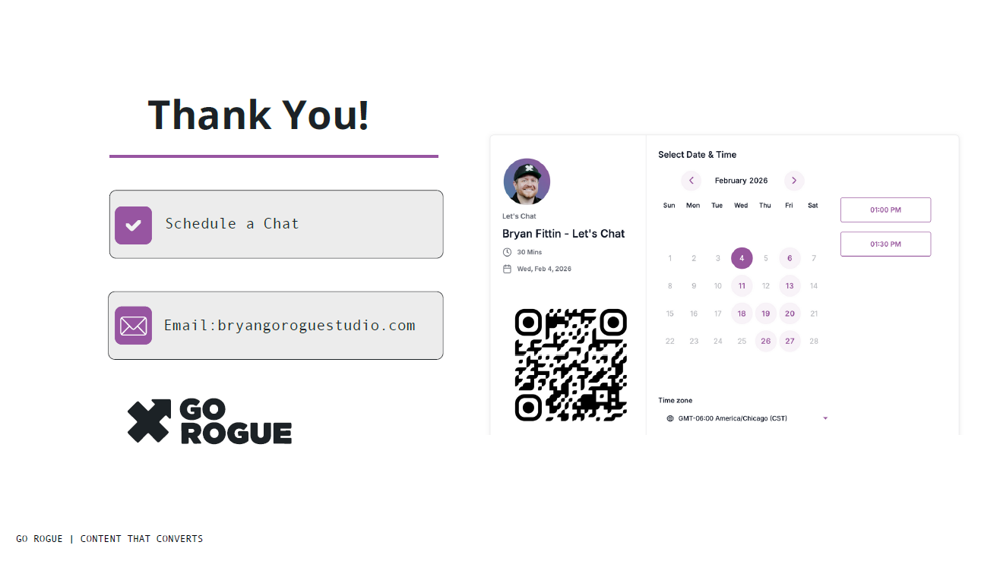 Thank You!
Schedule a Chat
Email:bryangoroguestudio.com
GO
ROGUE
Let's Chat
Bryan Fittin - Let's Chat
30 Mins
Wed, Feb 4, 2026
Select Date & Time
February 2026
Sun Mon Tue Wed Thu Fri Sat
1 2 3 4 5 6 7
8 9 10 11 12 13 14
15 16 17 18 19 20 21
22 23 24 25 26 27 28
01:00 PM
01:30 PM
Time zone
GMT-06:00 America/Chicago (CST)
GO ROGUE | CONTENT THAT CONVERTS